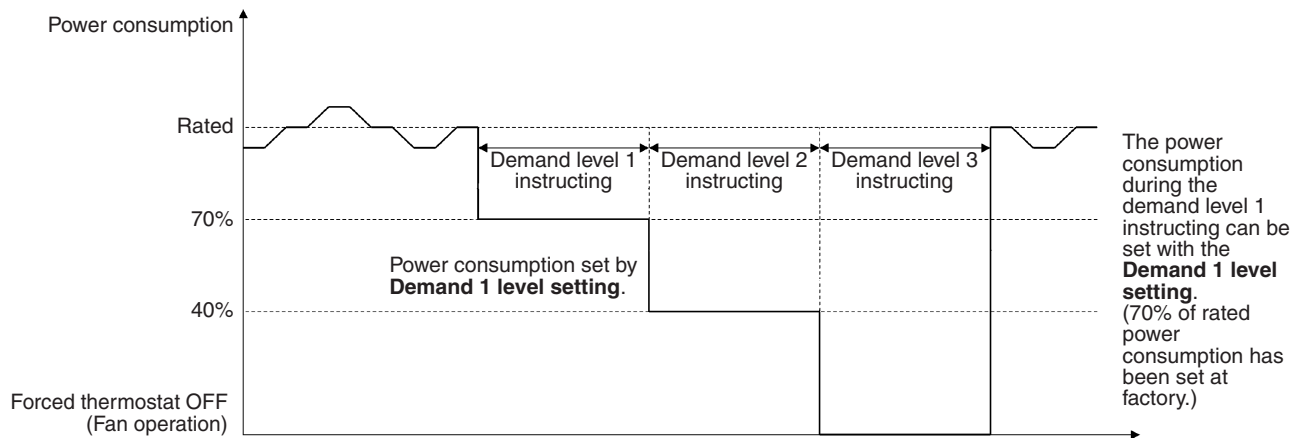 Power consumption
Rated
Demand level 1
instructing
Demand level 2
instructing
Demand level 3
instructing
70%
Power consumption set by
Demand 1 level setting.
40%
Forced thermostat OFF
(Fan operation)
The power
consumption
during the
demand level 1
instructing can be
set with the
Demand 1 level
setting.
(70% of rated
power
consumption has
been set at
factory.)